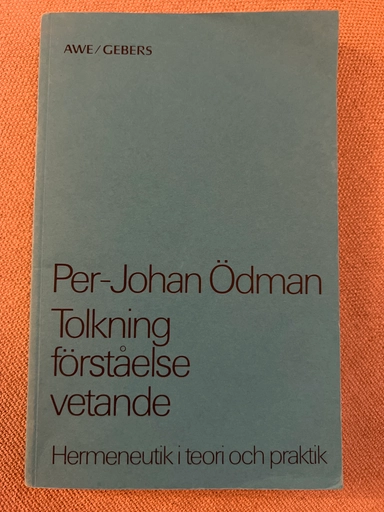 AWE/GEBERS
Per-Johan Ödman
Tolkning
förståelse
vetande
Hermeneutik i teori och praktik